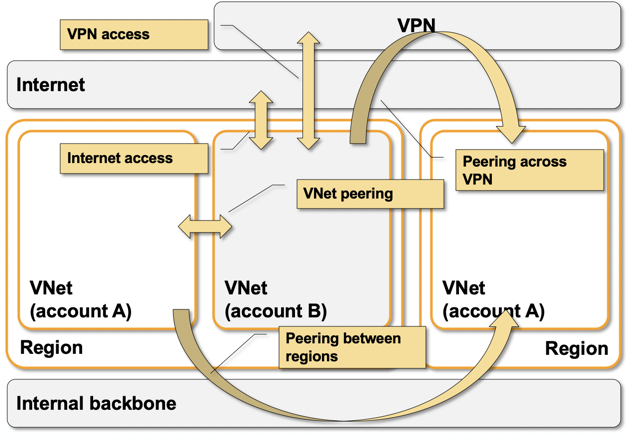 VPN
VPN access
Internet
Internet access
Peering across
VPN
VNet peering
VNet
(account A)
VNet
(account B)
VNet
(account A)
Peering between
regions
Region
Region
Internal backbone